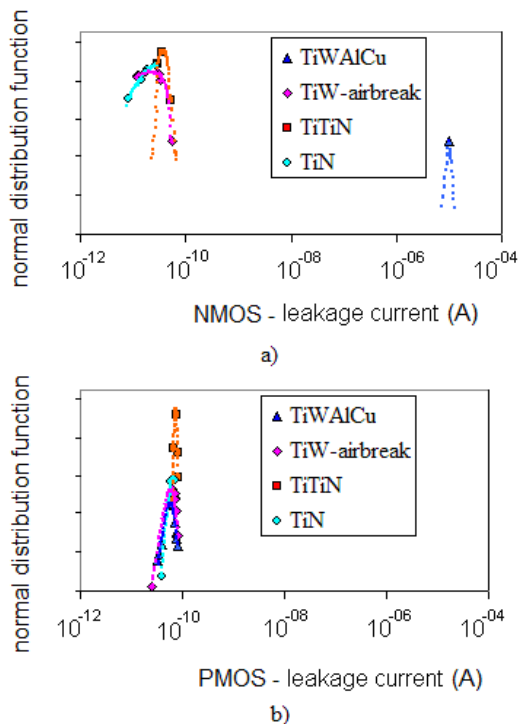 normal distribution function
TiWAlCu
TiW-airbreak
TiTiN
TiN
10-12 10-10 10-08 10-06 10-04
NMOS - leakage current (A)
a)
normal distribution function
TiWAlCu
TiW-airbreak
TiTiN
TiN
10-12 10-10 10-08 10-06 10-04
PMOS - leakage current (A)
b)